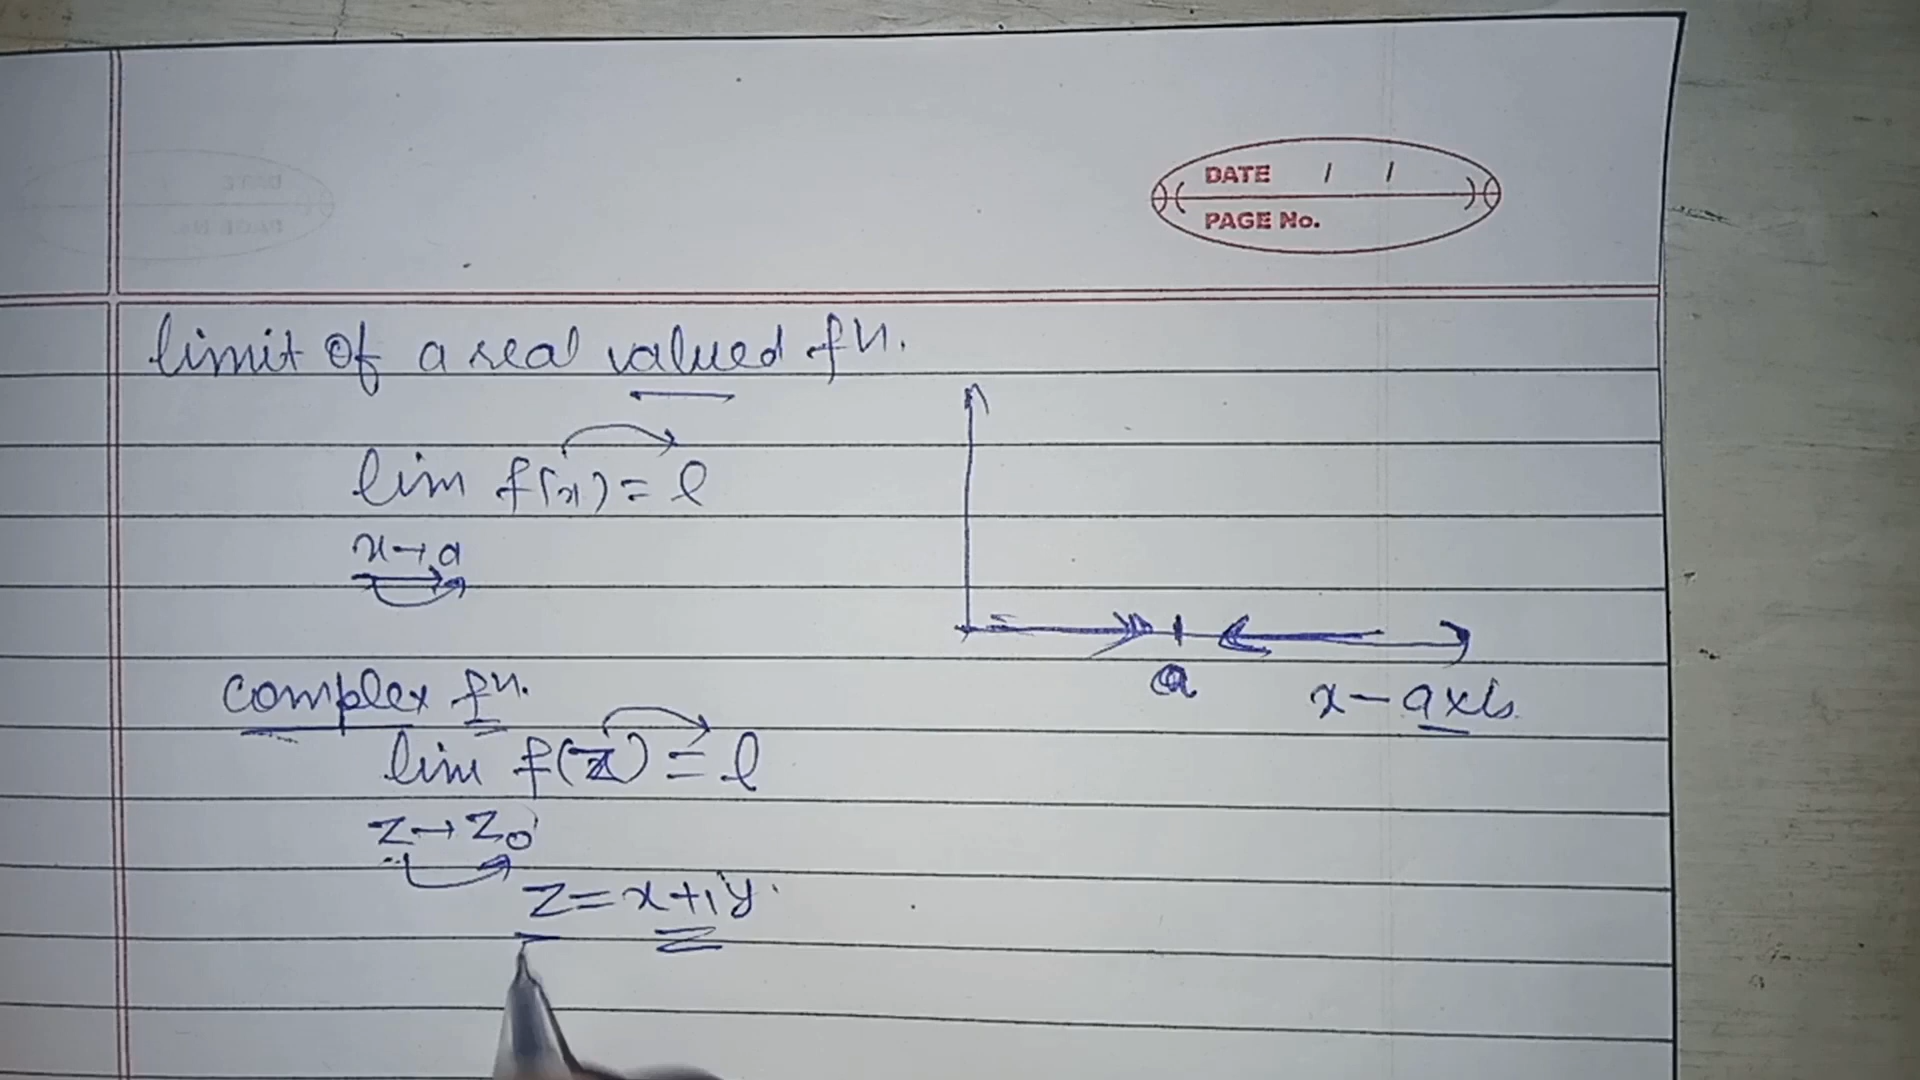 DATE / /
PAGE No.
limit of a real valued fn.
lim f(x) = l
x→a
a
x-axis
complex fn.
lim f(z) = l
z→z₀
z=x+iy